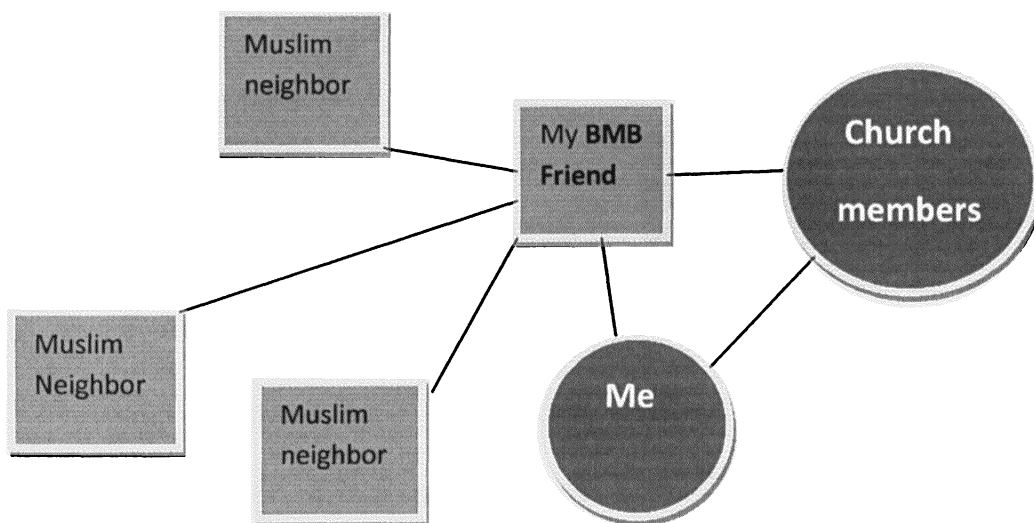 Muslim
neighbor
My BMB
Friend
Church
members
Muslim
Neighbor
Muslim
neighbor
Me